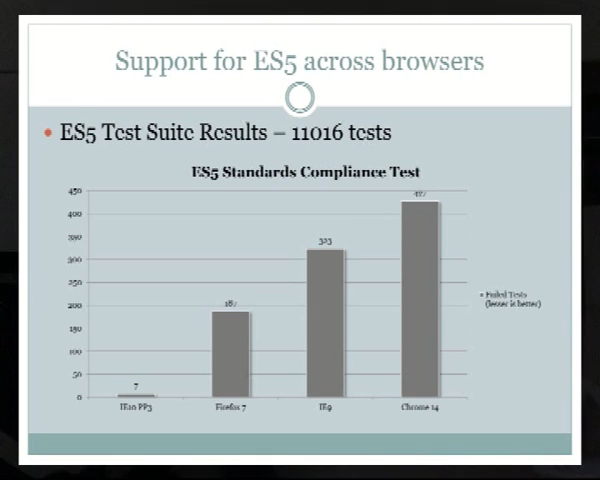 Support for ES5 across browsers
• ES5 Test Suite Results – 11016 tests
ES5 Standards Compliance Test
450
400
350
300
250
200
150
100
50
0
7
187
323
427
IE10 PP3
Firefox 7
IE9
Chrome 14
Failed Tests
(lesser is better)